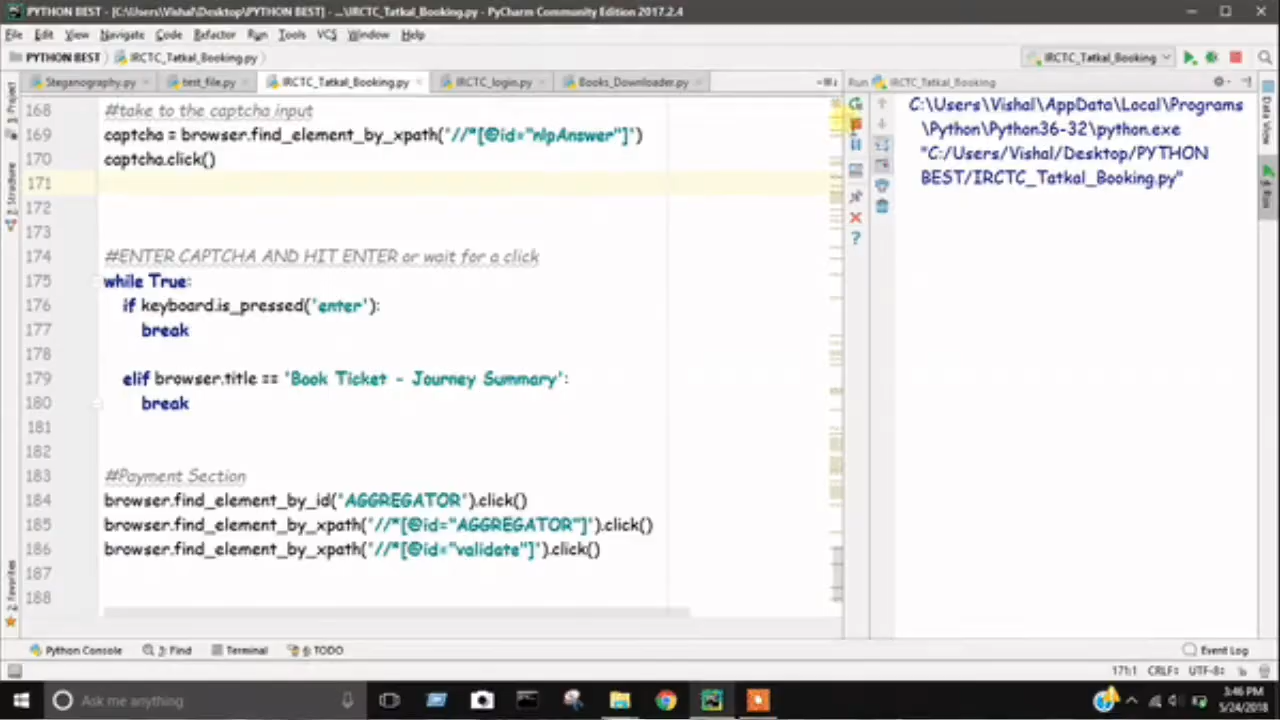 PYTHON BEST - [C:\Users\Vishal\Desktop\PYTHON BEST] - ...\IRCTC_Tatkal_Booking.py - PyCharm Community Edition 2017.2.4
File Edit View Navigate Code Refactor Run Tools VCS Window Help
PYTHON BEST IRCTC_Tatkal_Booking.py IRCTC_Tatkal_Booking
Steganography.py test_file.py IRCTC_Tatkal_Booking.py IRCTC_login.py Books_Downloader.py Run IRCTC_Tatkal_Booking
Project
Z: Structure
2: Favorites
168 #take to the captcha input
169 captcha = browser.find_element_by_xpath('//*[@id="nlpAnswer"]')
170 captcha.click()
171
172
173
174 #ENTER CAPTCHA AND HIT ENTER or wait for a click
175 while True:
176 if keyboard.is_pressed('enter'):
177 break
178
179 elif browser.title == 'Book Ticket - Journey Summary':
180 break
181
182
183 #Payment Section
184 browser.find_element_by_id('AGGREGATOR').click()
185 browser.find_element_by_xpath('//*[@id="AGGREGATOR"]').click()
186 browser.find_element_by_xpath('//*[@id="validate"]').click()
187
188
C:\Users\Vishal\AppData\Local\Programs
\Python\Python36-32\python.exe
"C:/Users/Vishal/Desktop/PYTHON
BEST/IRCTC_Tatkal_Booking.py"
Data View
Python Console 3: Find Terminal 6: TODO Event Log
171:1 CRLF: UTF-8:
Ask me anything
3:46 PM
5/24/2018